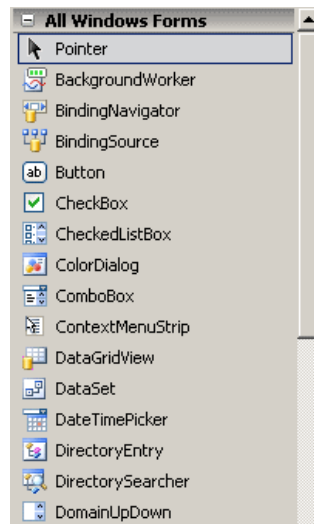 All Windows Forms
Pointer
BackgroundWorker
BindingNavigator
BindingSource
ab Button
CheckBox
CheckedListBox
ColorDialog
ComboBox
ContextMenuStrip
DataGridView
DataSet
DateTimePicker
DirectoryEntry
DirectorySearcher
DomainUpDown